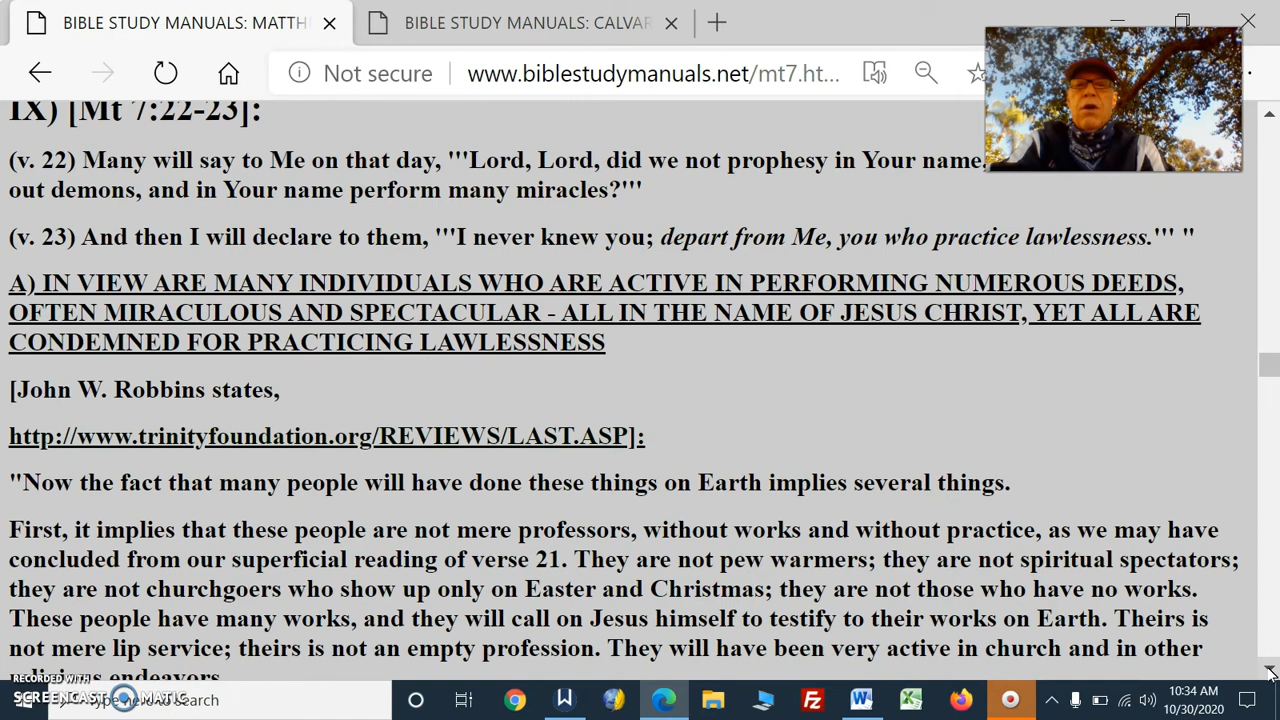 BIBLE STUDY MANUALS: MATTH
BIBLE STUDY MANUALS: CALVAR
Not secure
www.biblestudymanuals.net/mt7.ht...
IX) [Mt 7:22-23]:
(v. 22) Many will say to Me on that day, '''Lord, Lord, did we not prophesy in Your name,
out demons, and in Your name perform many miracles?'''
(v. 23) And then I will declare to them, '''I never knew you; depart from Me, you who practice lawlessness.''' "
A) IN VIEW ARE MANY INDIVIDUALS WHO ARE ACTIVE IN PERFORMING NUMEROUS DEEDS,
OFTEN MIRACULOUS AND SPECTACULAR - ALL IN THE NAME OF JESUS CHRIST, YET ALL ARE
CONDEMNED FOR PRACTICING LAWLESSNESS
[John W. Robbins states,
http://www.trinityfoundation.org/REVIEWS/LAST.ASP]:
"Now the fact that many people will have done these things on Earth implies several things.
First, it implies that these people are not mere professors, without works and without practice, as we may have
concluded from our superficial reading of verse 21. They are not pew warmers; they are not spiritual spectators;
they are not churchgoers who show up only on Easter and Christmas; they are not those who have no works.
These people have many works, and they will call on Jesus himself to testify to their works on Earth. Theirs is
not mere lip service; theirs is not an empty profession. They will have been very active in church and in other
religious endeavors.
RECORDED WITH
SCREENCAST MATIC
Type here to search
10:34 AM
10/30/2020